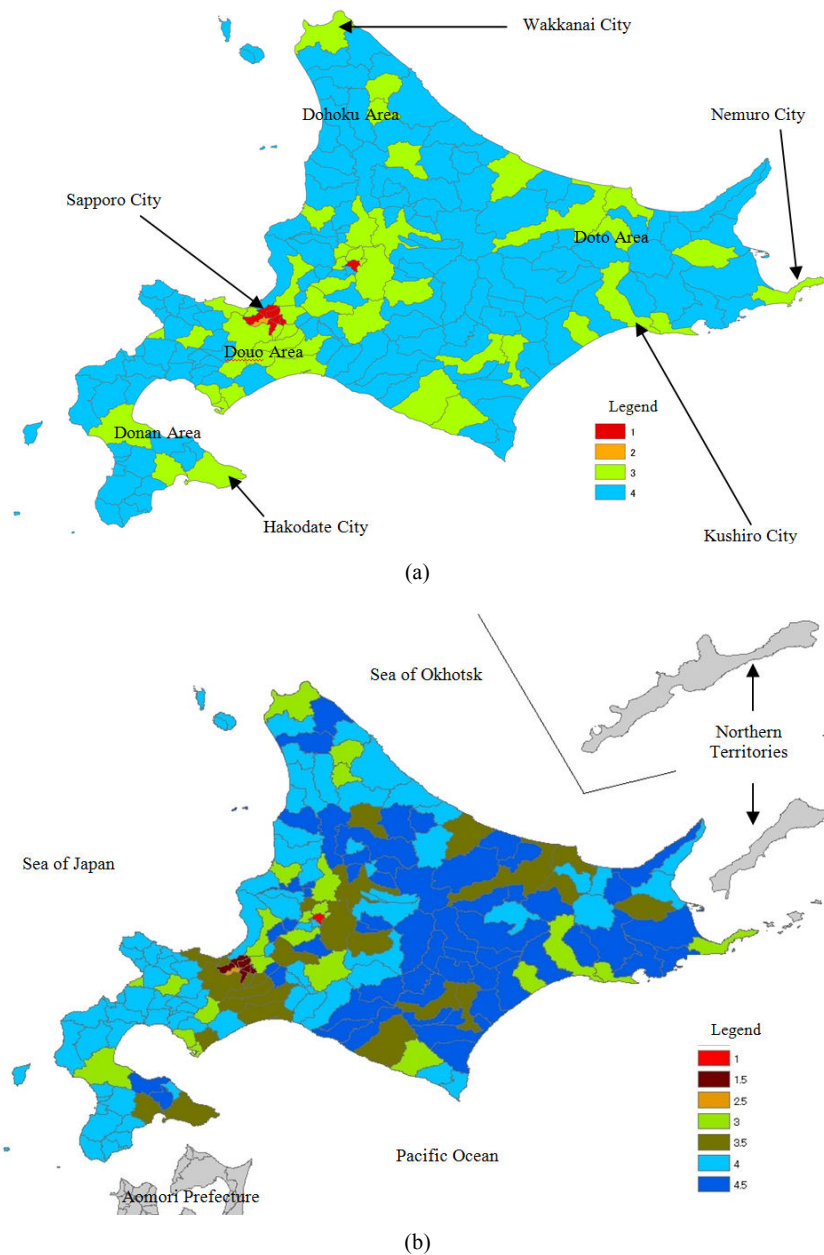 Wakkanai City
Dohoku Area
Nemuro City
Sapporo City
Doto Area
Douo Area
Legend
1
2
3
4
Donan Area
Hakodate City
Kushiro City
(a)
Sea of Okhotsk
Northern
Territories
Sea of Japan
Legend
1
1.5
2.5
3
3.5
4
4.5
Pacific Ocean
Aomori Prefecture
(b)